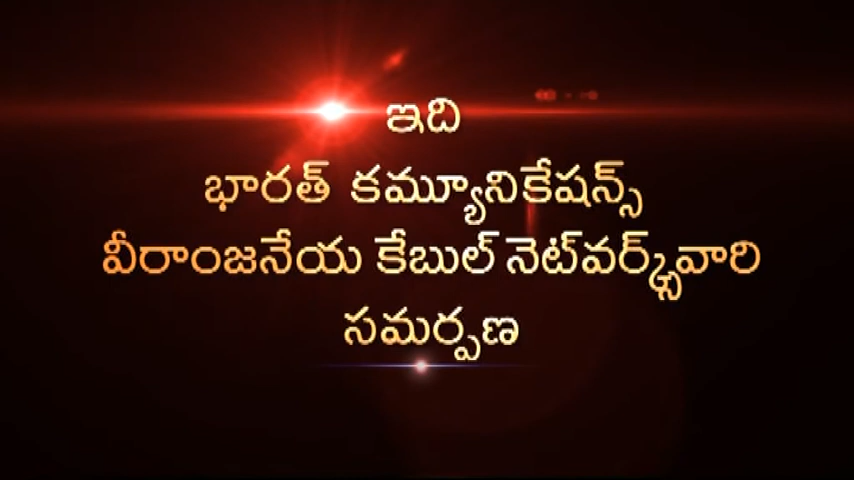 ఇది
భారత్ కమ్యూనికేషన్స్
వీరాంజనేయ కేబుల్ నెట్‌వర్క్స్‌వారి
సమర్పణ